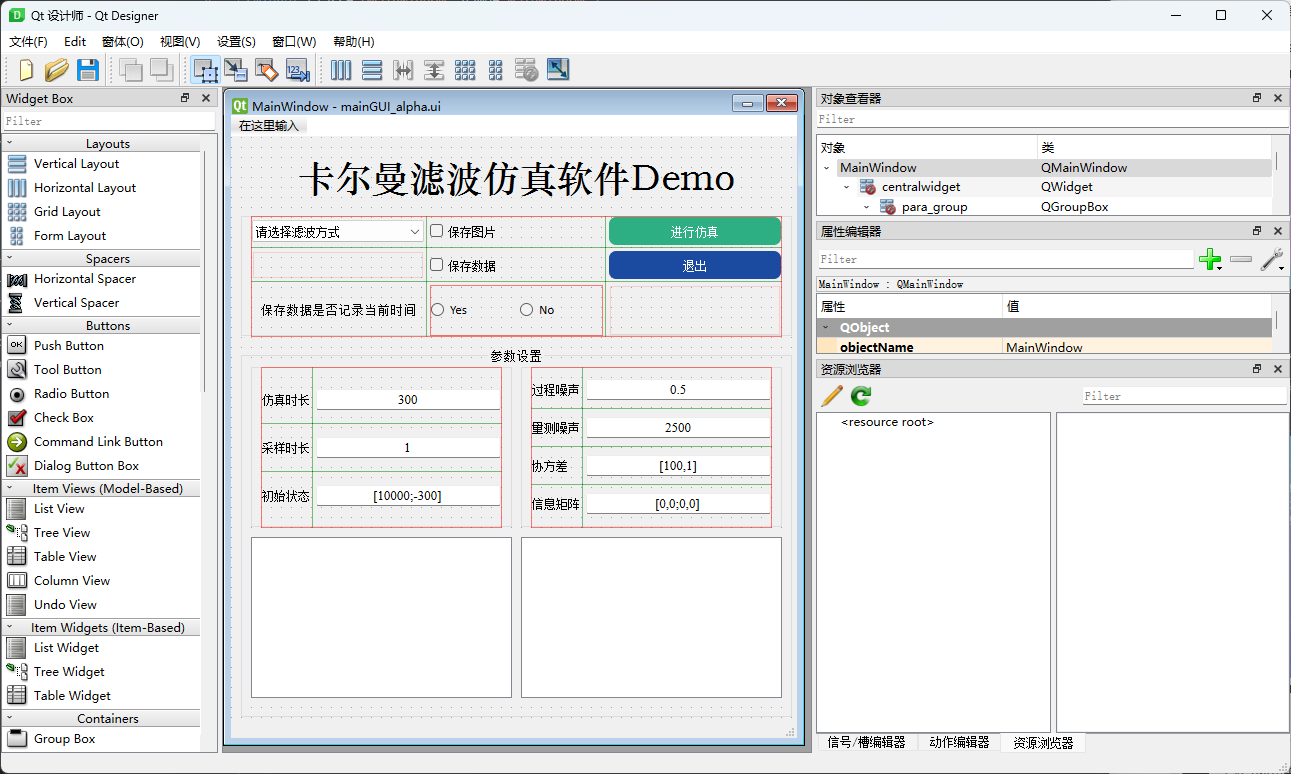 Qt 设计师 - Qt Designer
文件(F) Edit 窗体(O) 视图(V) 设置(S) 窗口(W) 帮助(H)
Widget Box
Filter
Layouts
Vertical Layout
Horizontal Layout
Grid Layout
Form Layout
Spacers
Horizontal Spacer
Vertical Spacer
Buttons
Push Button
Tool Button
Radio Button
Check Box
Command Link Button
Dialog Button Box
Item Views (Model-Based)
List View
Tree View
Table View
Column View
Undo View
Item Widgets (Item-Based)
List Widget
Tree Widget
Table Widget
Containers
Group Box
MainWindow - mainGUI_alpha.ui
在这里输入
卡尔曼滤波仿真软件Demo
请选择滤波方式 保存图片 进行仿真
保存数据 退出
保存数据是否记录当前时间 Yes No
参数设置
仿真时长 300
采样时长 1
初始状态 [10000;-300]
过程噪声 0.5
量测噪声 2500
协方差 [100,1]
信息矩阵 [0,0;0,0]
对象查看器
Filter
对象 类
MainWindow QMainWindow
centralwidget QWidget
para_group QGroupBox
属性编辑器
Filter
MainWindow : QMainWindow
属性 值
QObject
objectName MainWindow
资源浏览器
Filter
<resource root>
信号/槽编辑器 动作编辑器 资源浏览器